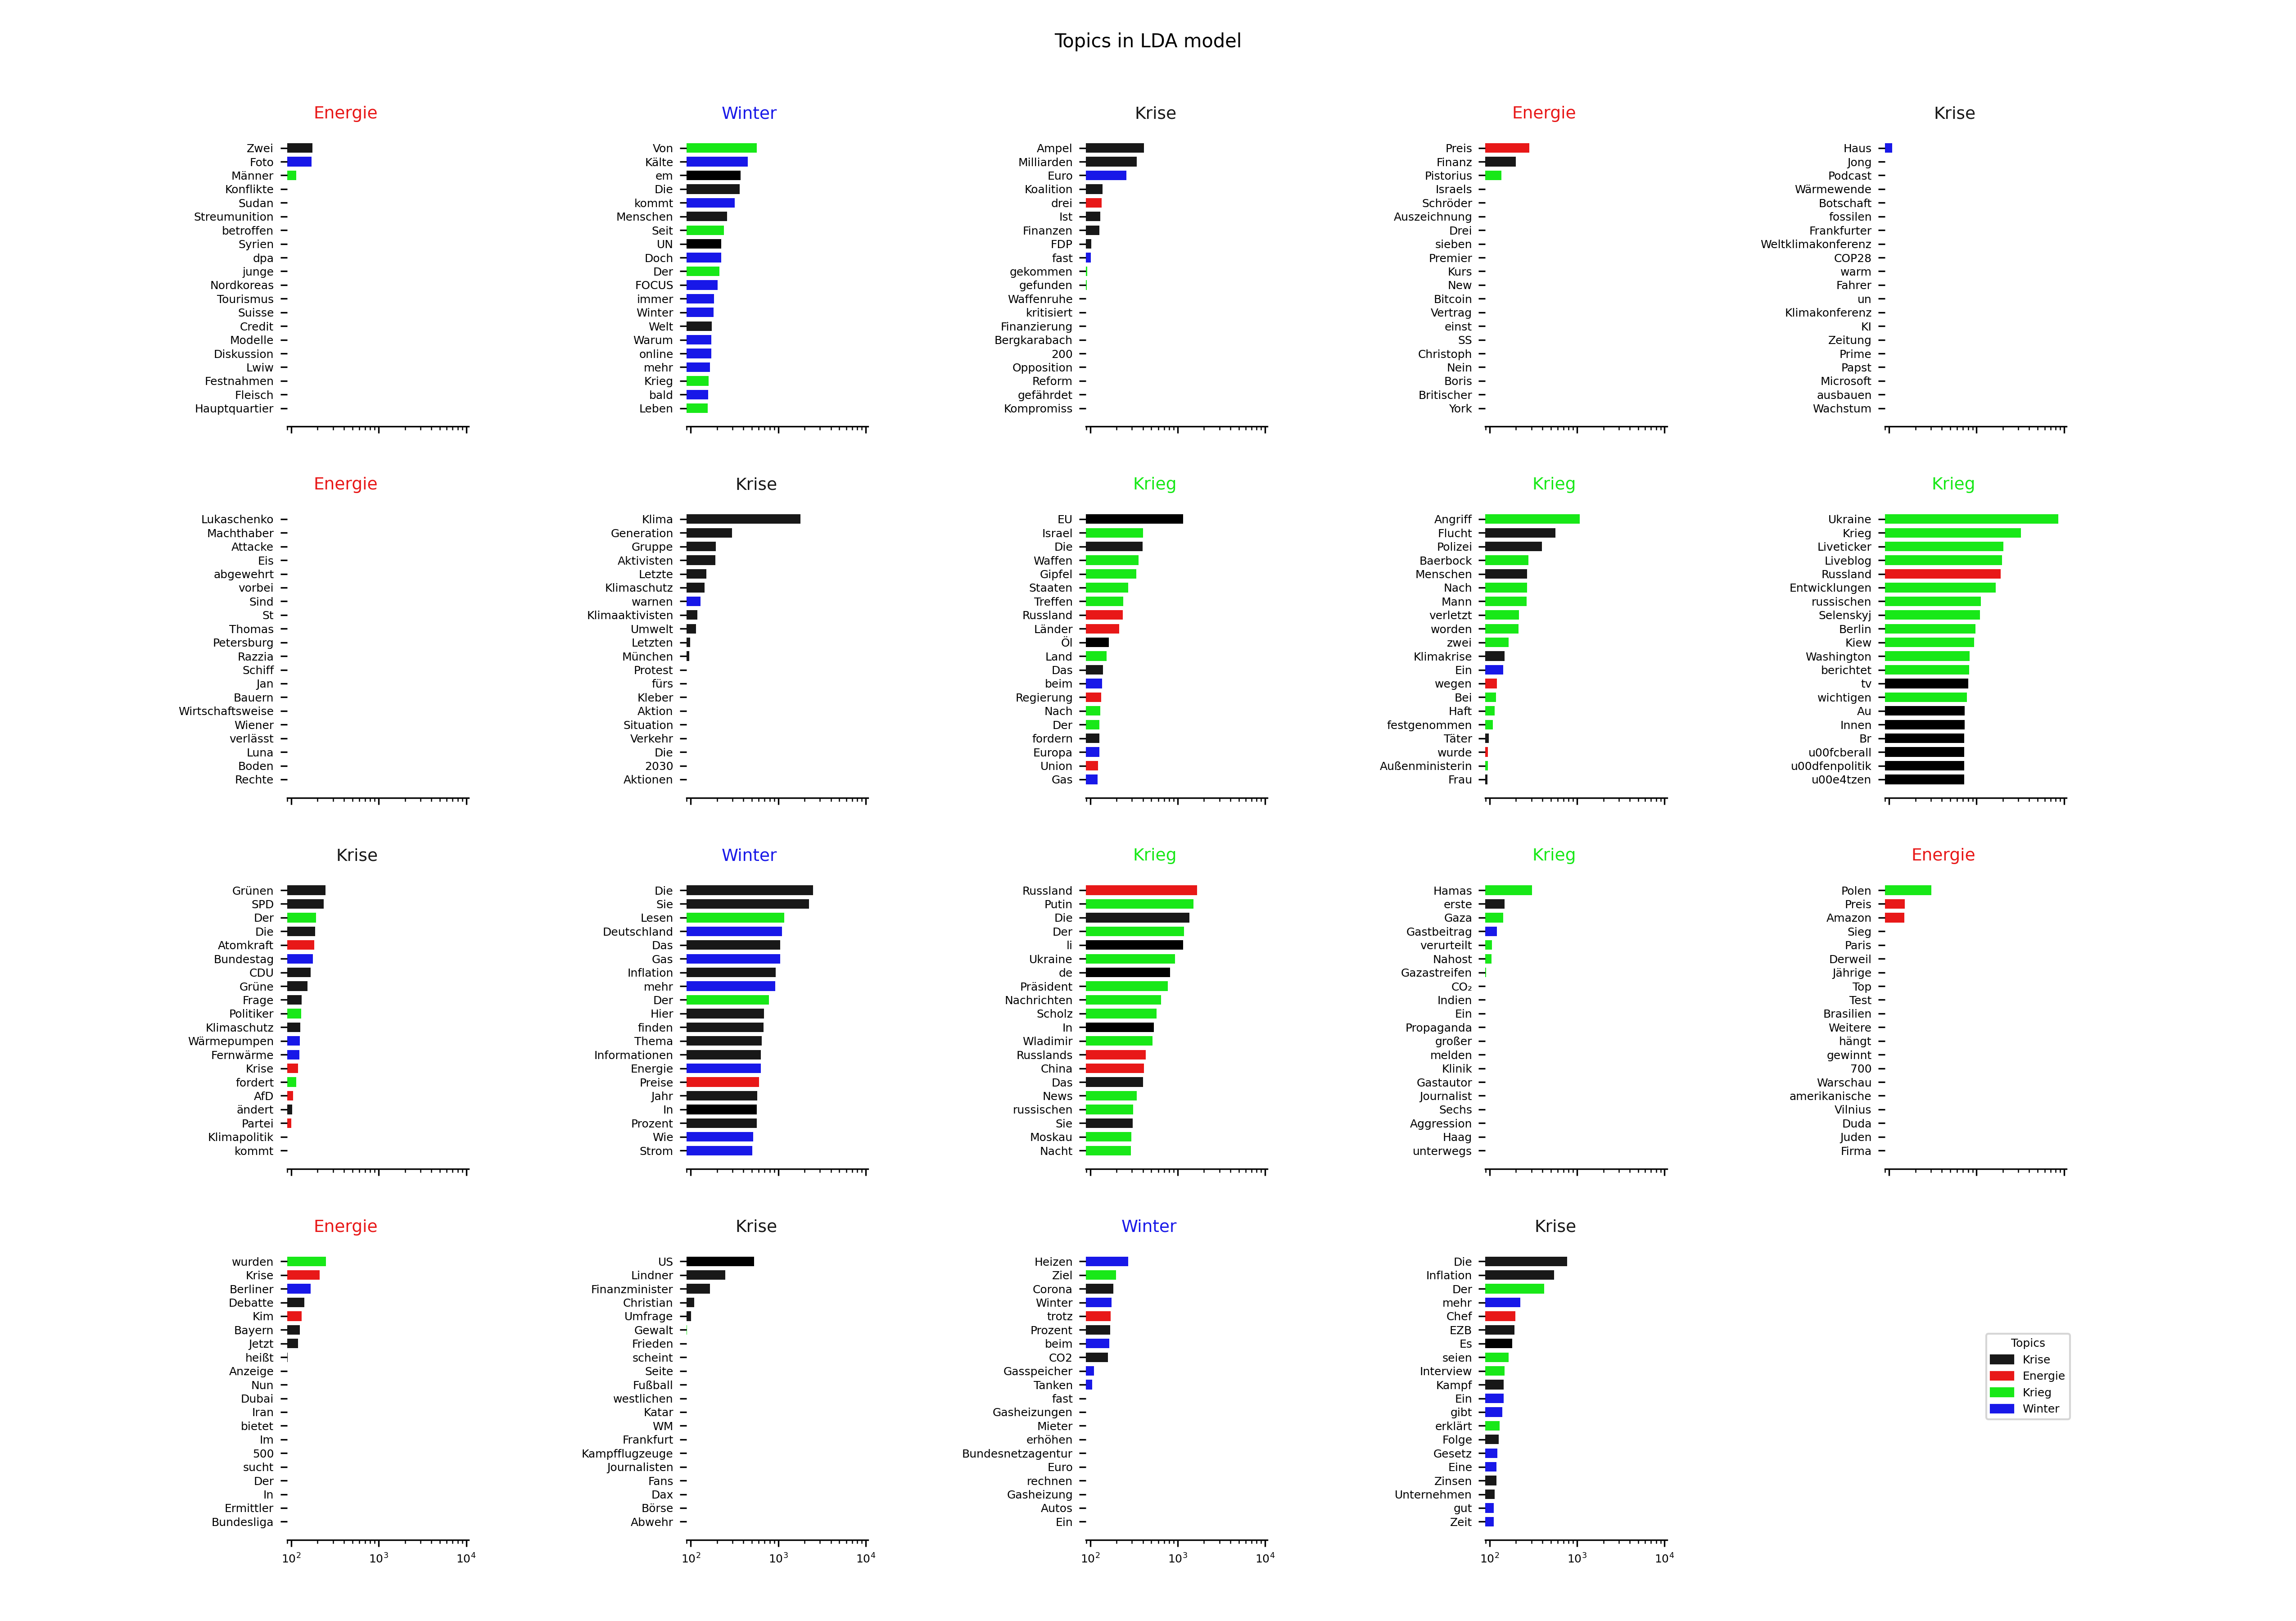 Topics in LDA model
Energie
Zwei
Foto
Männer
Konflikte
Sudan
Streumunition
betroffen
Syrien
dpa
junge
Nordkoreas
Tourismus
Suisse
Credit
Modelle
Diskussion
Lwiw
Festnahmen
Fleisch
Hauptquartier
Winter
Von
Kälte
em
Die
kommt
Menschen
Seit
UN
Doch
Der
FOCUS
immer
Winter
Welt
Warum
online
mehr
Krieg
bald
Leben
Krise
Ampel
Milliarden
Euro
Koalition
drei
Ist
Finanzen
FDP
fast
gekommen
gefunden
Waffenruhe
kritisiert
Finanzierung
Bergkarabach
200
Opposition
Reform
gefährdet
Kompromiss
Energie
Preis
Finanz
Pistorius
Israels
Schröder
Auszeichnung
Drei
sieben
Premier
Kurs
New
Bitcoin
Vertrag
einst
SS
Christoph
Nein
Boris
Britischer
York
Krise
Haus
Jong
Podcast
Wärmewende
Botschaft
fossilen
Frankfurter
Weltklimakonferenz
COP28
warm
Fahrer
un
Klimakonferenz
KI
Zeitung
Prime
Papst
Microsoft
ausbauen
Wachstum
Energie
Lukaschenko
Machthaber
Attacke
Eis
abgewehrt
vorbei
Sind
St
Thomas
Petersburg
Razzia
Schiff
Jan
Bauern
Wirtschaftsweise
Wiener
verlässt
Luna
Boden
Rechte
Krise
Klima
Generation
Gruppe
Aktivisten
Letzte
Klimaschutz
warnen
Klimaaktivisten
Umwelt
Letzten
München
Protest
fürs
Kleber
Aktion
Situation
Verkehr
Die
2030
Aktionen
Krieg
EU
Israel
Die
Waffen
Gipfel
Staaten
Treffen
Russland
Länder
Öl
Land
Das
beim
Regierung
Nach
Der
fordern
Europa
Union
Gas
Krieg
Angriff
Flucht
Polizei
Baerbock
Menschen
Nach
Mann
verletzt
worden
zwei
Klimakrise
Ein
wegen
Bei
Haft
festgenommen
Täter
wurde
Außenministerin
Frau
Krieg
Ukraine
Krieg
Liveticker
Liveblog
Russland
Entwicklungen
russischen
Selenskyj
Berlin
Kiew
Washington
berichtet
tv
wichtigen
Au
Innen
Br
u00fcberall
u00dfenpolitik
u00e4tzen
Krise
Grünen
SPD
Der
Die
Atomkraft
Bundestag
CDU
Grüne
Frage
Politiker
Klimaschutz
Wärmepumpen
Fernwärme
Krise
fordert
AfD
ändert
Partei
Klimapolitik
kommt
Winter
Die
Sie
Lesen
Deutschland
Das
Gas
Inflation
mehr
Der
Hier
finden
Thema
Informationen
Energie
Preise
Jahr
In
Prozent
Wie
Strom
Krieg
Russland
Putin
Die
Der
li
Ukraine
de
Präsident
Nachrichten
Scholz
In
Wladimir
Russlands
China
Das
News
russischen
Sie
Moskau
Nacht
Krieg
Hamas
erste
Gaza
Gastbeitrag
verurteilt
Nahost
Gazastreifen
CO₂
Indien
Ein
Propaganda
großer
melden
Klinik
Gastautor
Journalist
Sechs
Aggression
Haag
unterwegs
Energie
Polen
Preis
Amazon
Sieg
Paris
Derweil
Jährige
Top
Test
Brasilien
Weitere
hängt
gewinnt
700
Warschau
amerikanische
Vilnius
Duda
Juden
Firma
Energie
wurden
Krise
Berliner
Debatte
Kim
Bayern
Jetzt
heißt
Anzeige
Nun
Dubai
Iran
bietet
Im
500
sucht
Der
In
Ermittler
Bundesliga
10² 10³ 10⁴
Krise
US
Lindner
Finanzminister
Christian
Umfrage
Gewalt
Frieden
scheint
Seite
Fußball
westlichen
Katar
WM
Frankfurt
Kampfflugzeuge
Journalisten
Fans
Dax
Börse
Abwehr
10² 10³ 10⁴
Winter
Heizen
Ziel
Corona
Winter
trotz
Prozent
beim
CO2
Gasspeicher
Tanken
fast
Gasheizungen
Mieter
erhöhen
Bundesnetzagentur
Euro
rechnen
Gasheizung
Autos
Ein
10² 10³ 10⁴
Krise
Die
Inflation
Der
mehr
Chef
EZB
Es
seien
Interview
Kampf
Ein
gibt
erklärt
Folge
Gesetz
Eine
Zinsen
Unternehmen
gut
Zeit
10² 10³ 10⁴
Topics
Krise
Energie
Krieg
Winter